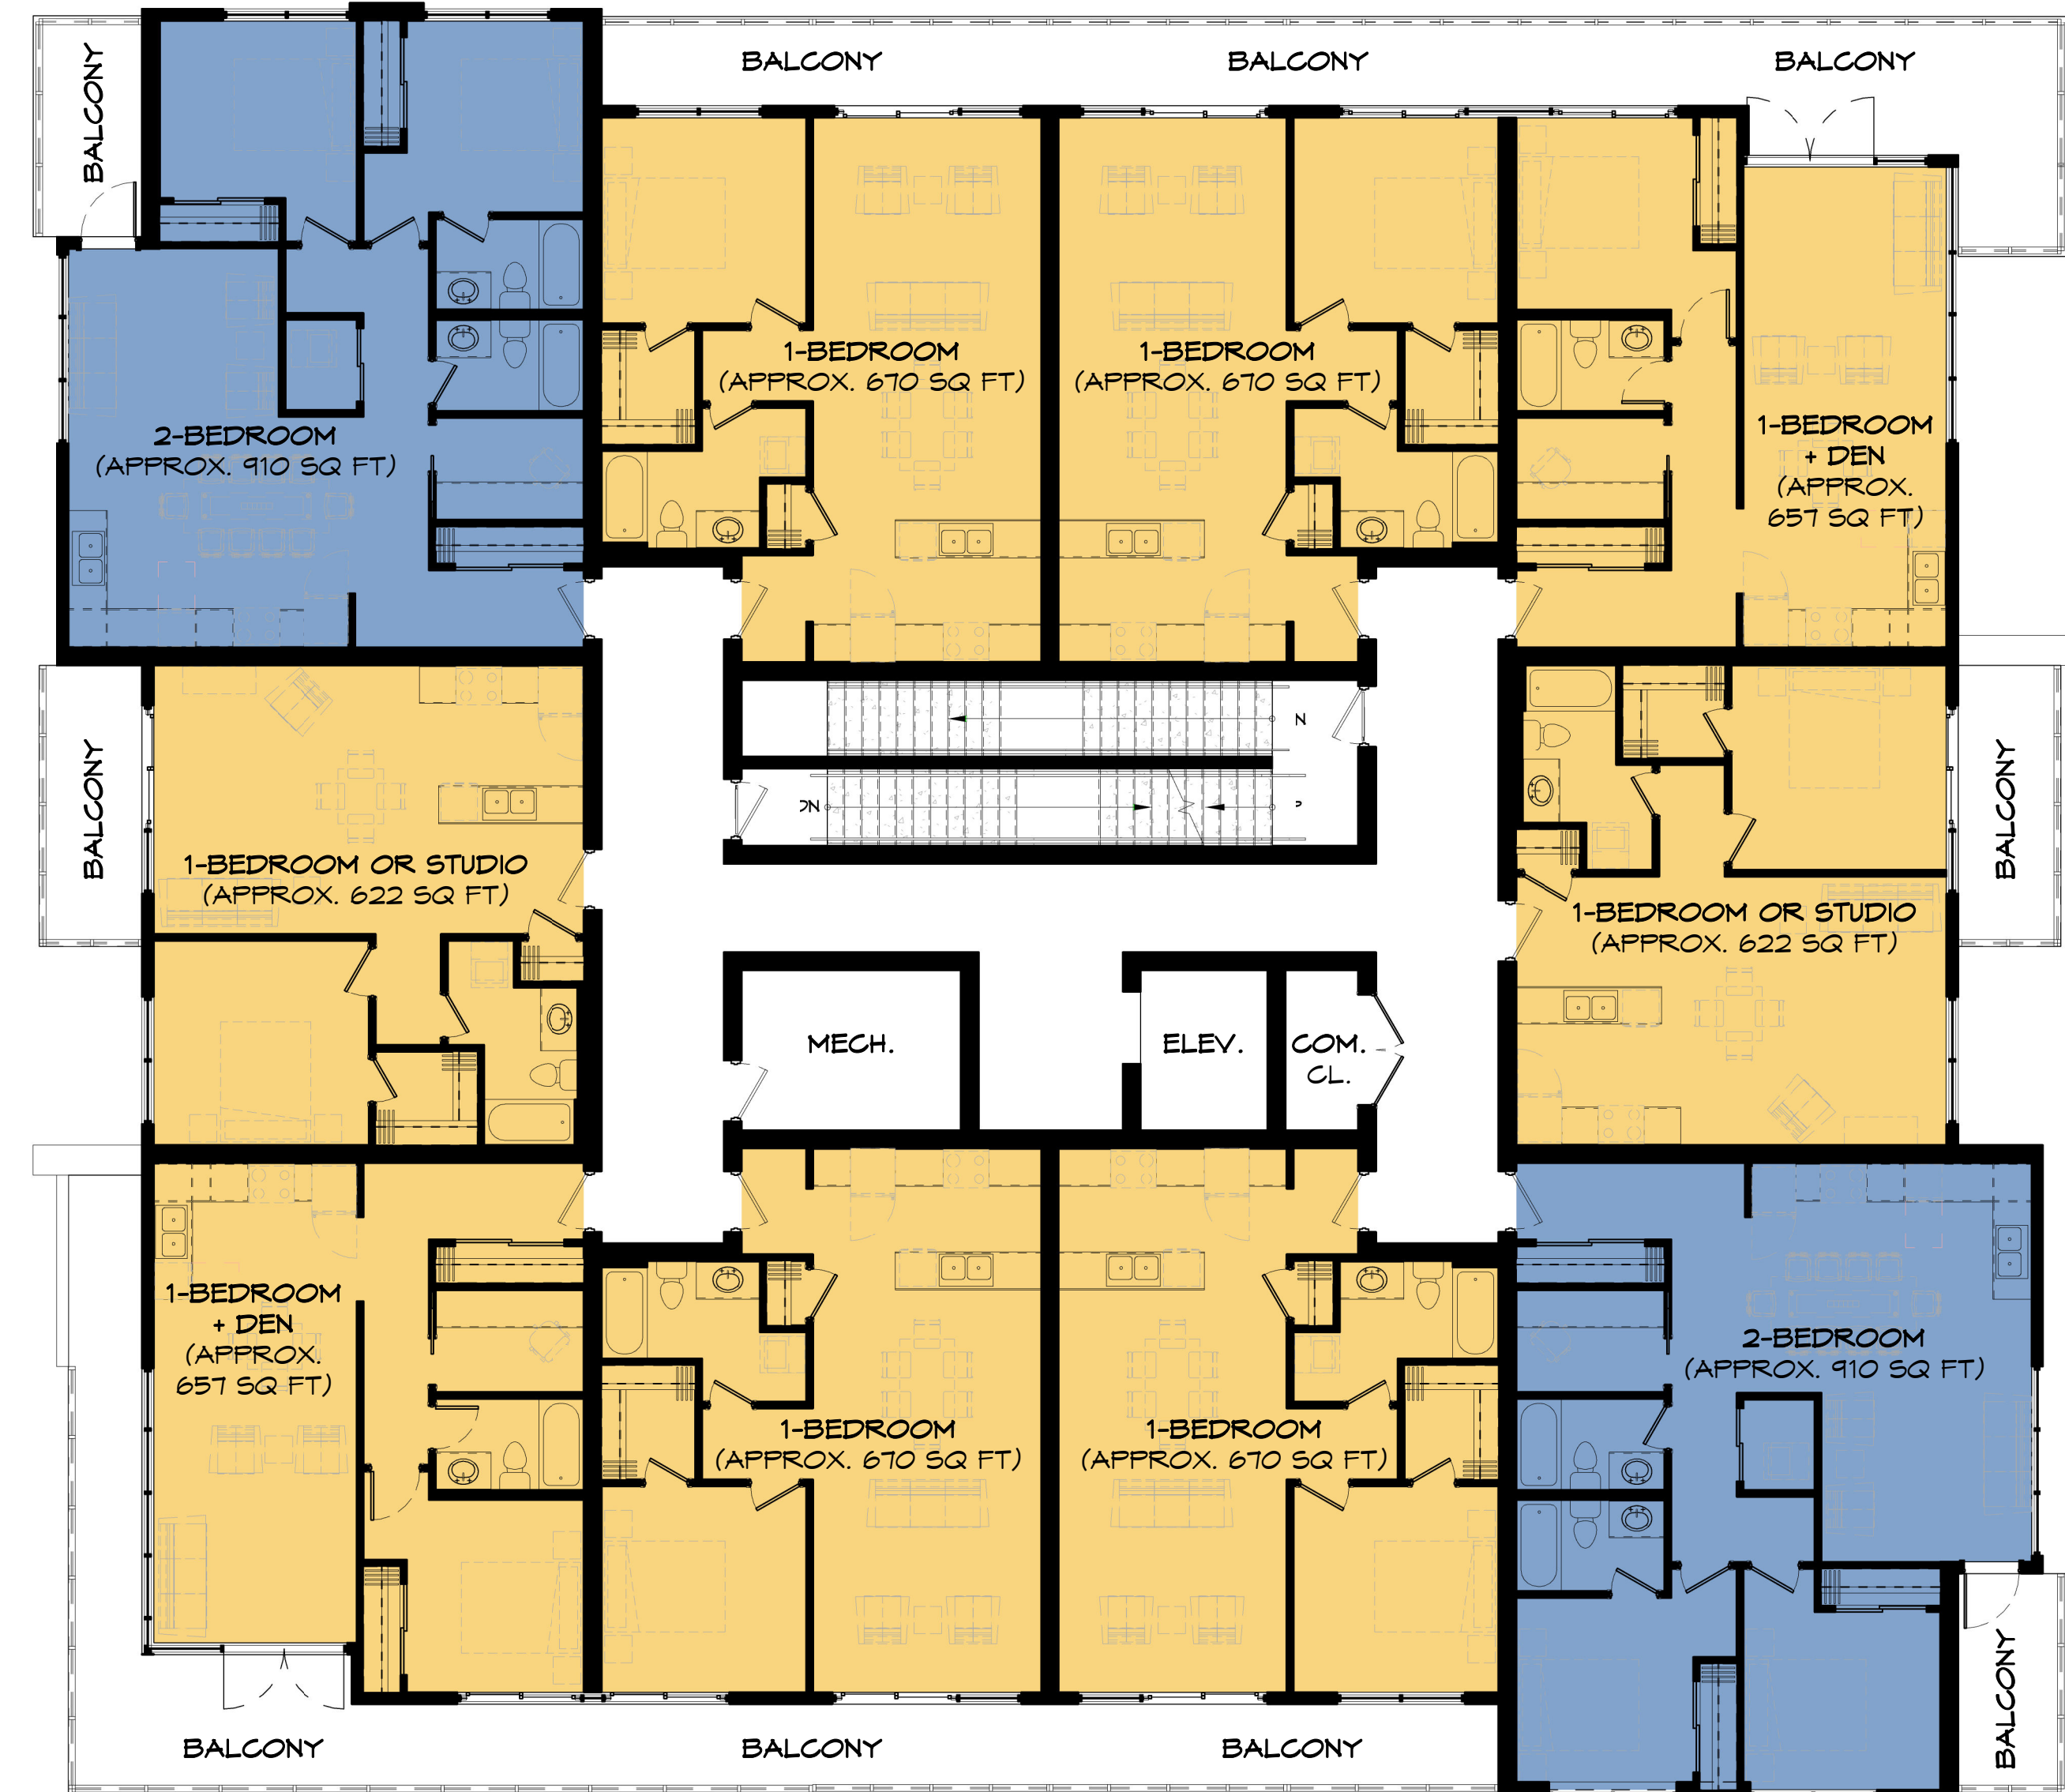 BALCONY
BALCONY
BALCONY
BALCONY
1-BEDROOM
(APPROX. 670 SQ FT)
1-BEDROOM
(APPROX. 670 SQ FT)
2-BEDROOM
(APPROX. 910 SQ FT)
1-BEDROOM
+ DEN
(APPROX.
657 SQ FT)
BALCONY
1-BEDROOM OR STUDIO
(APPROX. 622 SQ FT)
BALCONY
1-BEDROOM OR STUDIO
(APPROX. 622 SQ FT)
MECH.
ELEV.
COM.
CL.
1-BEDROOM
+ DEN
(APPROX.
657 SQ FT)
2-BEDROOM
(APPROX. 910 SQ FT)
1-BEDROOM
(APPROX. 670 SQ FT)
1-BEDROOM
(APPROX. 670 SQ FT)
BALCONY
BALCONY
BALCONY
BALCONY